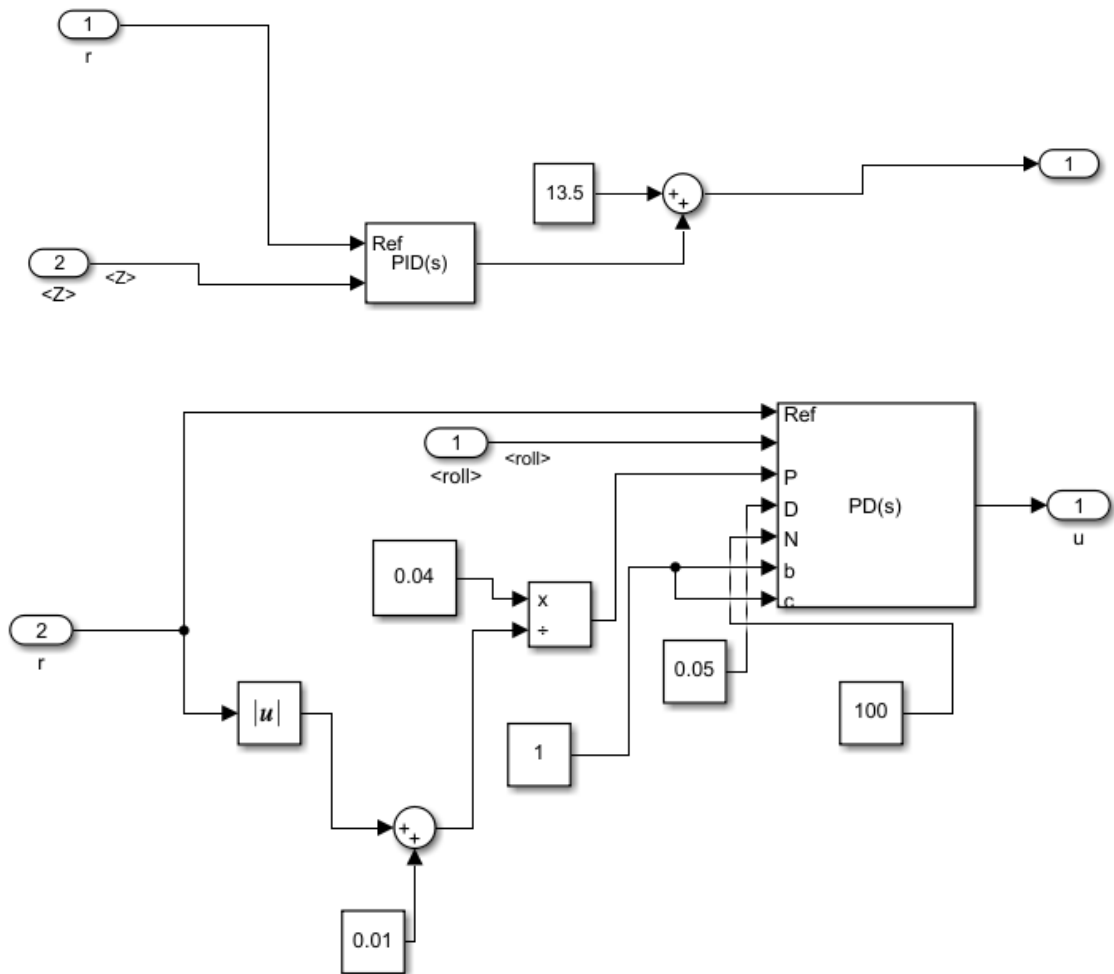 1
r
13.5
+
+
1
Ref
PID(s)
2
<Z>
<Z>
Ref
1
<roll>
<roll>
P
D
N
b
c
PD(s)
1
u
0.04
x
÷
2
r
0.05
100
|u|
1
+
+
0.01